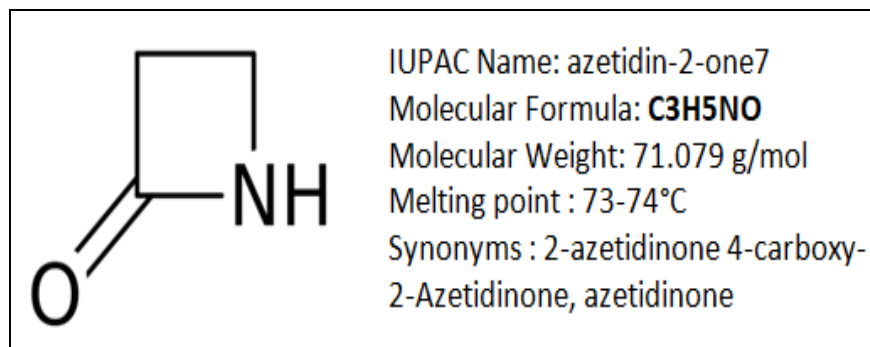 IUPAC Name: azetidin-2-one7
Molecular Formula: C3H5NO
Molecular Weight: 71.079 g/mol
Melting point : 73-74°C
Synonyms : 2-azetidinone 4-carboxy-
2-Azetidinone, azetidinone
NH
O